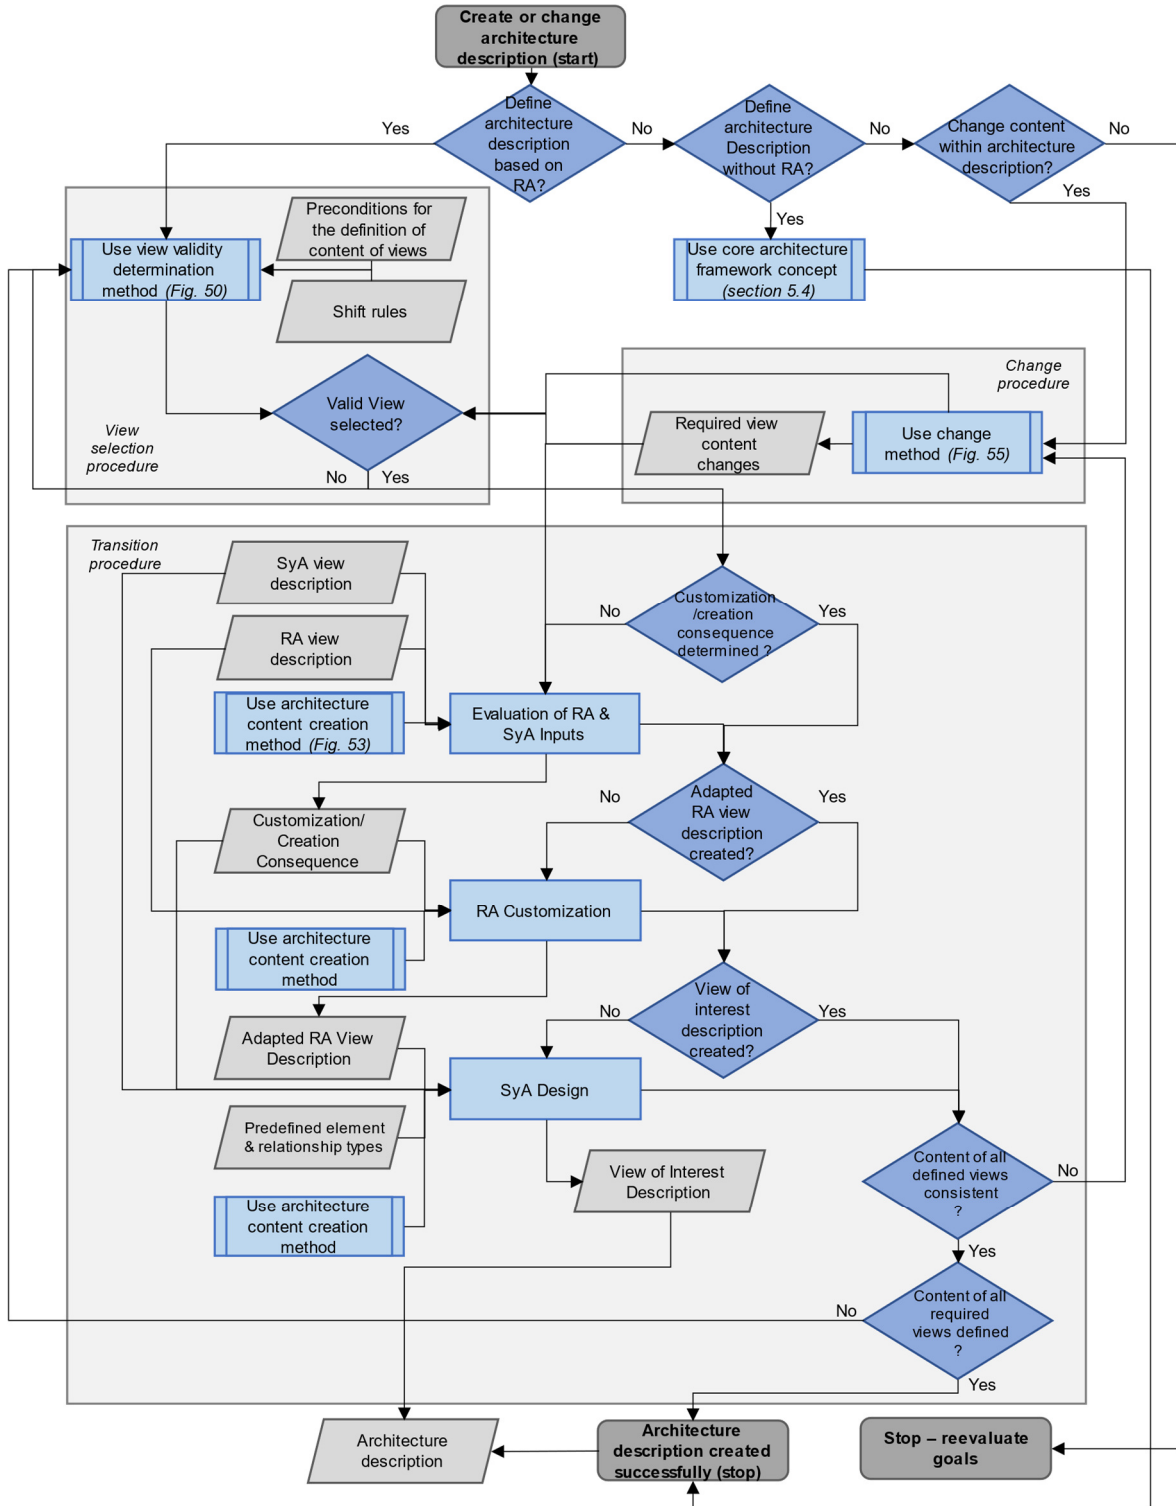 Create or change
architecture
description (start)
Define
architecture
description
based on
RA?
Yes
No
Define
architecture
Description
without RA?
No
Yes
Change content
within architecture
description?
No
Yes
Preconditions for
the definition of
content of views
Use view validity
determination
method (Fig. 50)
Shift rules
Use core architecture
framework concept
(section 5.4)
Valid View
selected?
View
selection
procedure
No
Yes
Change
procedure
Required view
content
changes
Use change
method (Fig. 55)
Transition
procedure
SyA view
description
RA view
description
Use architecture
content creation
method (Fig. 53)
Customization
/creation
consequence
determined ?
No
Yes
Evaluation of RA &
SyA Inputs
Adapted
RA view
description
created?
No
Yes
Customization/
Creation
Consequence
RA Customization
Use architecture
content creation
method
View of
interest
description
created?
No
Yes
Adapted RA View
Description
SyA Design
Predefined element
& relationship types
View of Interest
Description
Content of all
defined views
consistent
?
No
Yes
Use architecture
content creation
method
Content of all
required
views defined
?
No
Yes
Architecture
description
Architecture
description created
successfully (stop)
Stop – reevaluate
goals